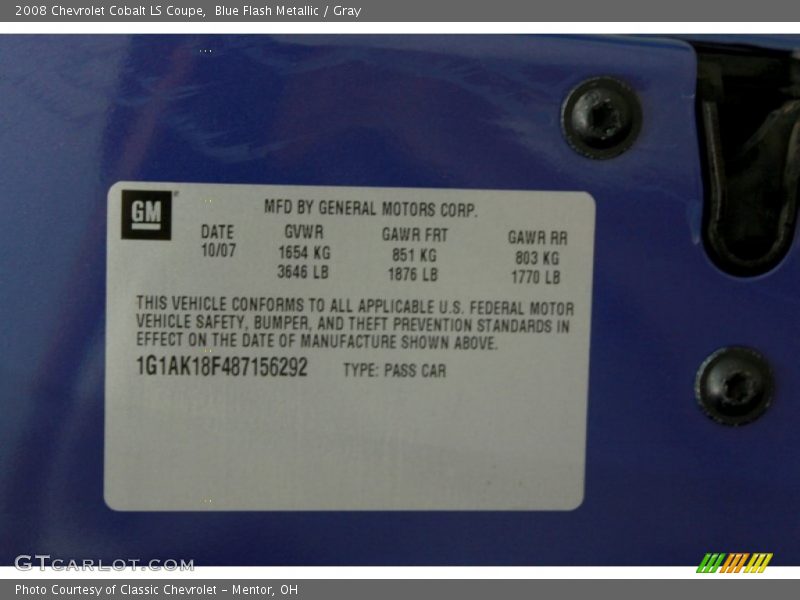 2008 Chevrolet Cobalt LS Coupe, Blue Flash Metallic / Gray
GM
MFD BY GENERAL MOTORS CORP.
DATE GVWR GAWR FRT GAWR RR
10/07 1654 KG 851 KG 803 KG
3646 LB 1876 LB 1770 LB
THIS VEHICLE CONFORMS TO ALL APPLICABLE U.S. FEDERAL MOTOR
VEHICLE SAFETY, BUMPER, AND THEFT PREVENTION STANDARDS IN
EFFECT ON THE DATE OF MANUFACTURE SHOWN ABOVE.
1G1AK18F487156292 TYPE: PASS CAR
GTCARLOT.COM
Photo Courtesy of Classic Chevrolet - Mentor, OH